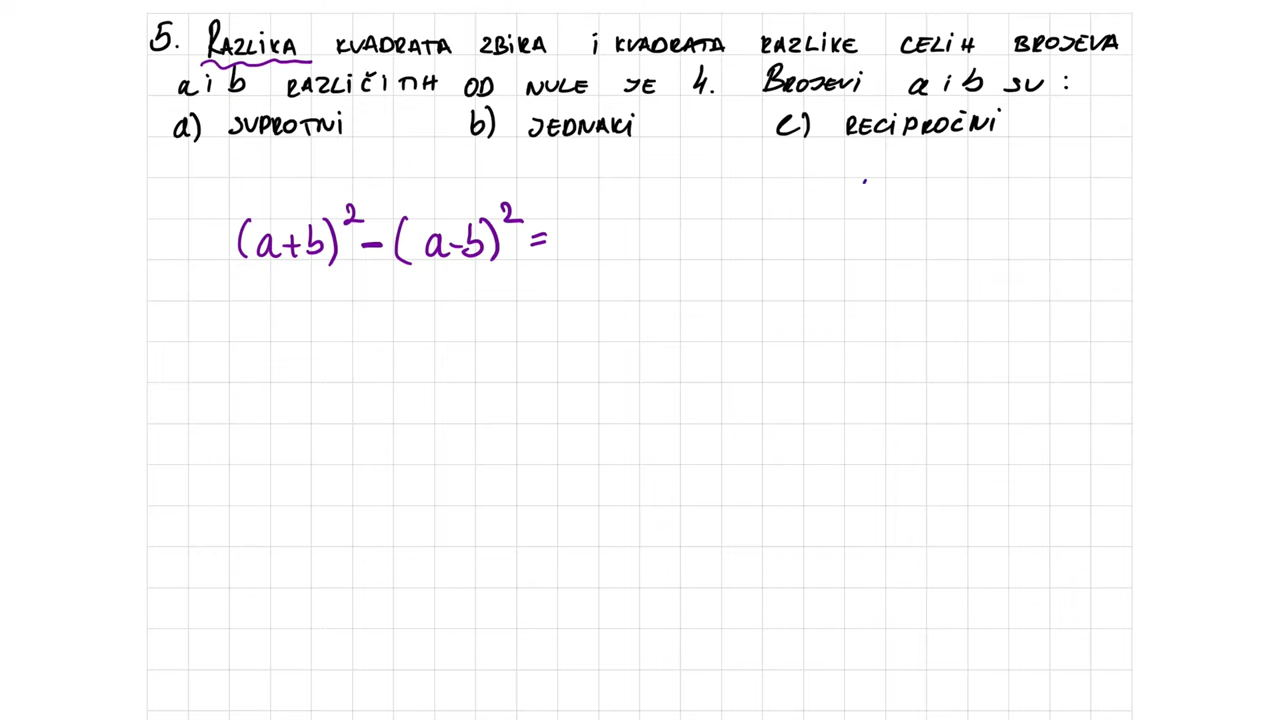 5. RAZLIKA KVADRATA ZBIRA I KVADRATA RAZLIKE CELIH BROJEVA
a i b RAZLIČITIH OD NULE JE 4. BROJEVI a i b SU :
a) SUPROTNI b) JEDNAKI c) RECIPROČNI
(a+b)² - (a-b)² =